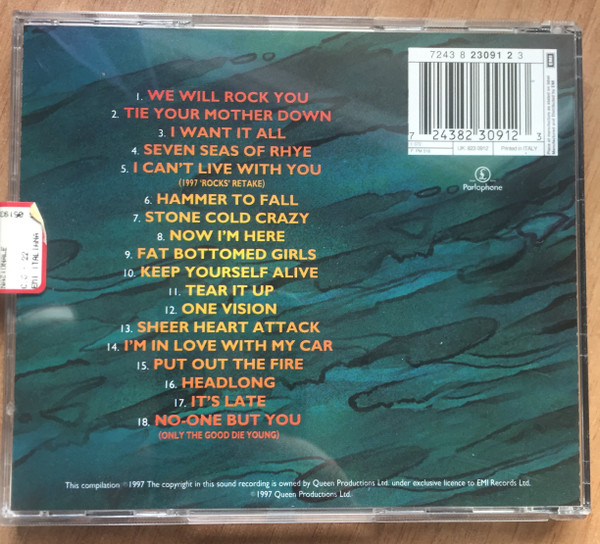 7243 8 23091 2 3
EMI
1. WE WILL ROCK YOU
2. TIE YOUR MOTHER DOWN
3. I WANT IT ALL
4. SEVEN SEAS OF RHYE
5. I CAN'T LIVE WITH YOU
(1997 'ROCKS' RETAKE)
6. HAMMER TO FALL
7. STONE COLD CRAZY
8. NOW I'M HERE
9. FAT BOTTOMED GIRLS
10. KEEP YOURSELF ALIVE
11. TEAR IT UP
12. ONE VISION
13. SHEER HEART ATTACK
14. I'M IN LOVE WITH MY CAR
15. PUT OUT THE FIRE
16. HEADLONG
17. IT'S LATE
18. NO-ONE BUT YOU
(ONLY THE GOOD DIE YOUNG)
7 24382 30912 3
Printed in ITALY
Parlophone
EMI ITALIANA
This compilation ℗1997 The copyright in this sound recording is owned by Queen Productions Ltd. under exclusive licence to EMI Records Ltd.
©1997 Queen Productions Ltd.